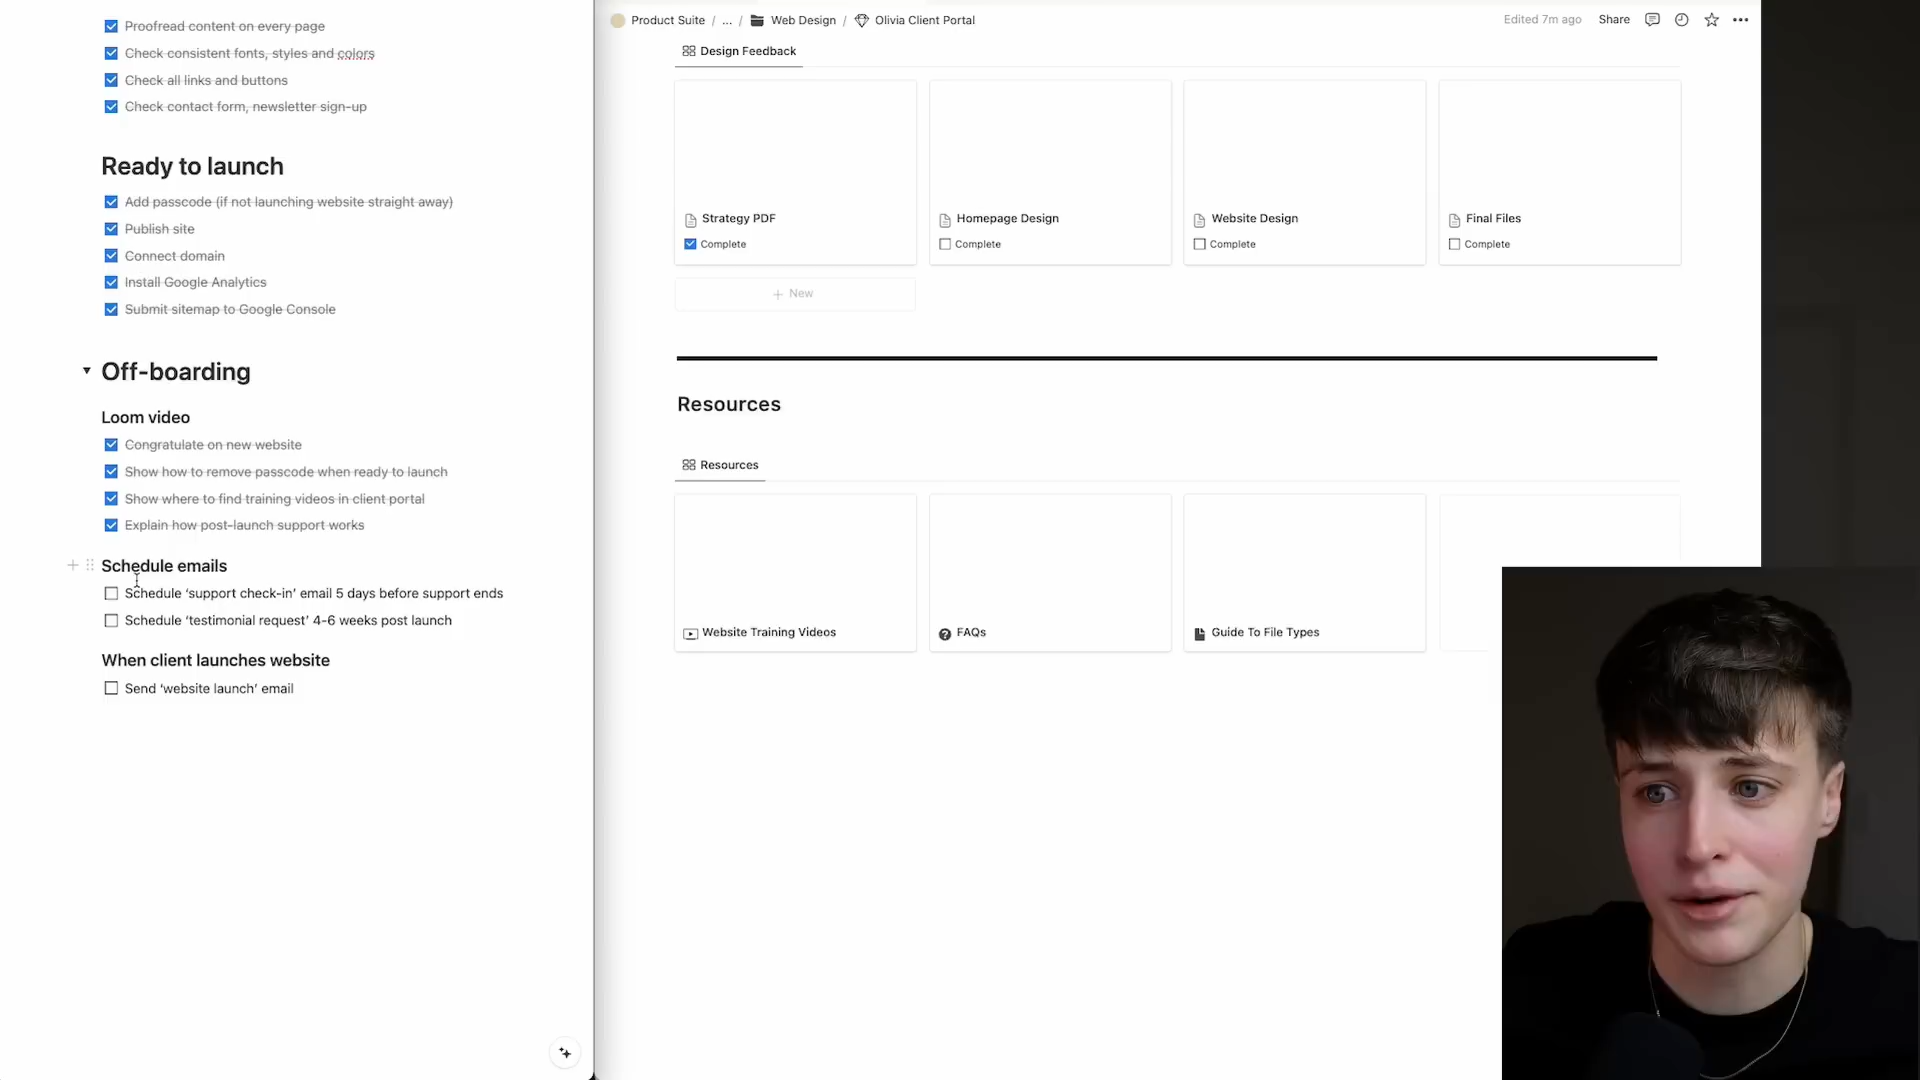 Proofread content on every page
Check consistent fonts, styles and colors
Check all links and buttons
Check contact form, newsletter sign-up
Ready to launch
Add passcode (if not launching website straight away)
Publish site
Connect domain
Install Google Analytics
Submit sitemap to Google Console
Off-boarding
Loom video
Congratulate on new website
Show how to remove passcode when ready to launch
Show where to find training videos in client portal
Explain how post-launch support works
Schedule emails
Schedule ‘support check-in’ email 5 days before support ends
Schedule ‘testimonial request’ 4-6 weeks post launch
When client launches website
Send ‘website launch’ email
Product Suite / ... / Web Design / Olivia Client Portal
Edited 7m ago Share
Design Feedback
Strategy PDF
Complete
Homepage Design
Complete
Website Design
Complete
Final Files
Complete
+ New
Resources
Resources
Website Training Videos
FAQs
Guide To File Types